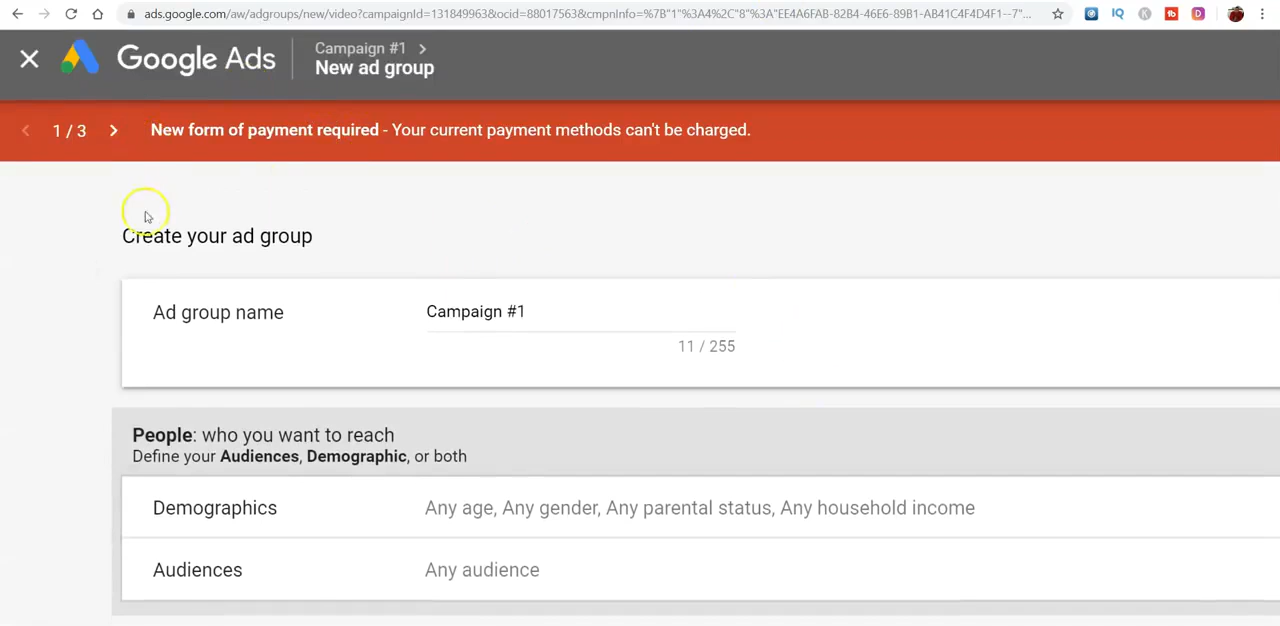 ads.google.com/aw/adgroups/new/video?campaignId=131849963&ocid=88017563&cmpnInfo=%7B"1"%3A4%2C"8"%3A"EE4A6FAB-82B4-46E6-89B1-AB41C4F4D4F1--7"...
IQ
K
tb
D
Google Ads
Campaign #1 >
New ad group
< 1 / 3 > New form of payment required - Your current payment methods can't be charged.
Create your ad group
Ad group name Campaign #1
11 / 255
People: who you want to reach
Define your Audiences, Demographic, or both
Demographics Any age, Any gender, Any parental status, Any household income
Audiences Any audience